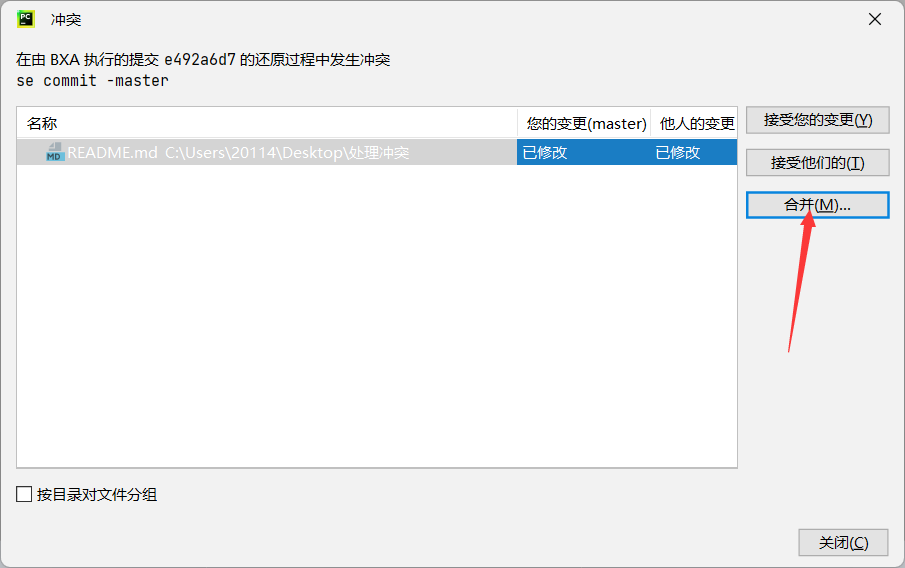 PC
冲突
在由 BXA 执行的提交 e492a6d7 的还原过程中发生冲突
se commit -master
名称 您的变更(master) 他人的变更
MD README.md C:\Users\20114\Desktop\处理冲突 已修改 已修改
接受您的变更(Y)
接受他们的(T)
合并(M)...
按目录对文件分组
关闭(C)